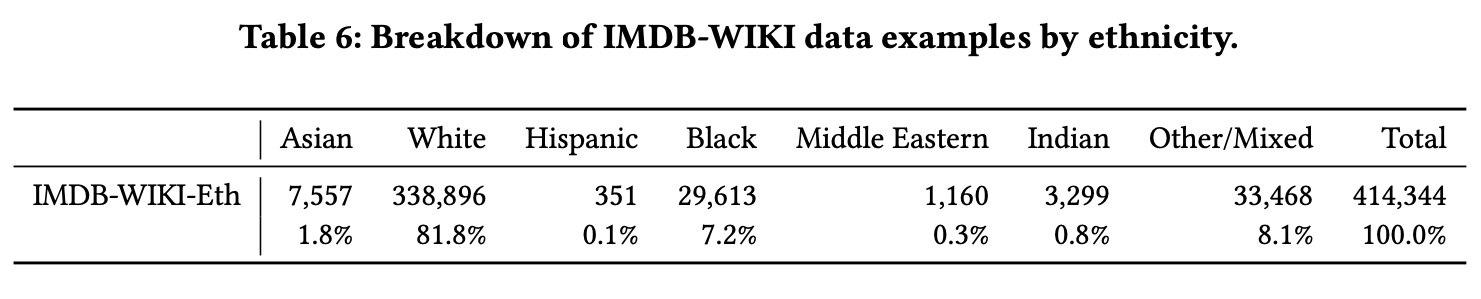 Table 6: Breakdown of IMDB-WIKI data examples by ethnicity.
Asian White Hispanic Black Middle Eastern Indian Other/Mixed Total
IMDB-WIKI-Eth 7,557 338,896 351 29,613 1,160 3,299 33,468 414,344
1.8% 81.8% 0.1% 7.2% 0.3% 0.8% 8.1% 100.0%